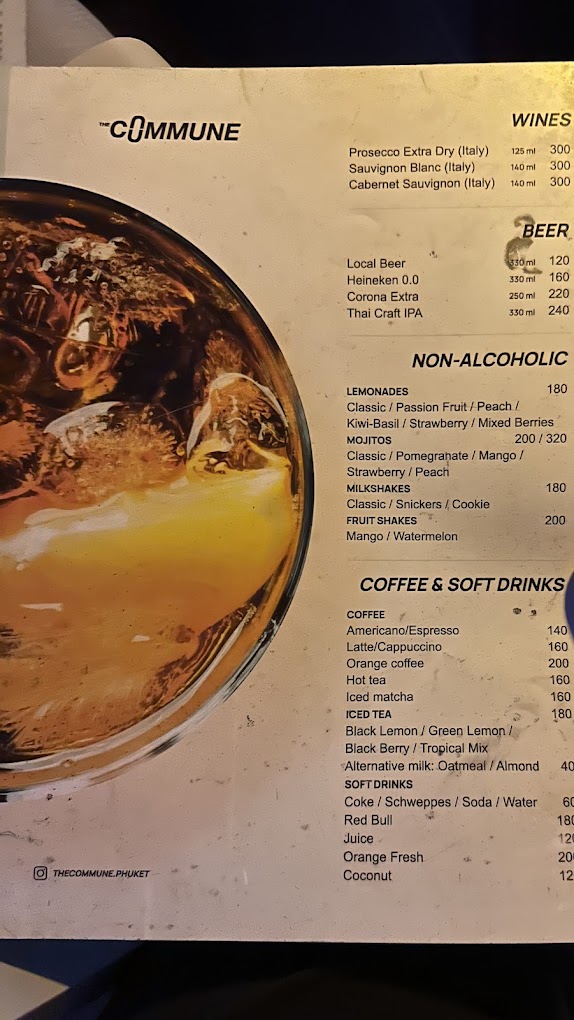 THE COMMUNE
WINES
Prosecco Extra Dry (Italy) 125 ml 300
Sauvignon Blanc (Italy) 140 ml 300
Cabernet Sauvignon (Italy) 140 ml 300
BEER
Local Beer 330 ml 120
Heineken 0.0 330 ml 160
Corona Extra 250 ml 220
Thai Craft IPA 330 ml 240
NON-ALCOHOLIC
LEMONADES 180
Classic / Passion Fruit / Peach /
Kiwi-Basil / Strawberry / Mixed Berries
MOJITOS 200 / 320
Classic / Pomegranate / Mango /
Strawberry / Peach
MILKSHAKES 180
Classic / Snickers / Cookie
FRUIT SHAKES 200
Mango / Watermelon
COFFEE & SOFT DRINKS
COFFEE
Americano/Espresso 140
Latte/Cappuccino 160
Orange coffee 200
Hot tea 160
Iced matcha 160
ICED TEA 180
Black Lemon / Green Lemon /
Black Berry / Tropical Mix
Alternative milk: Oatmeal / Almond 40
SOFT DRINKS
Coke / Schweppes / Soda / Water 60
Red Bull 180
Juice 120
Orange Fresh 20
Coconut 12
THECOMMUNE.PHUKET